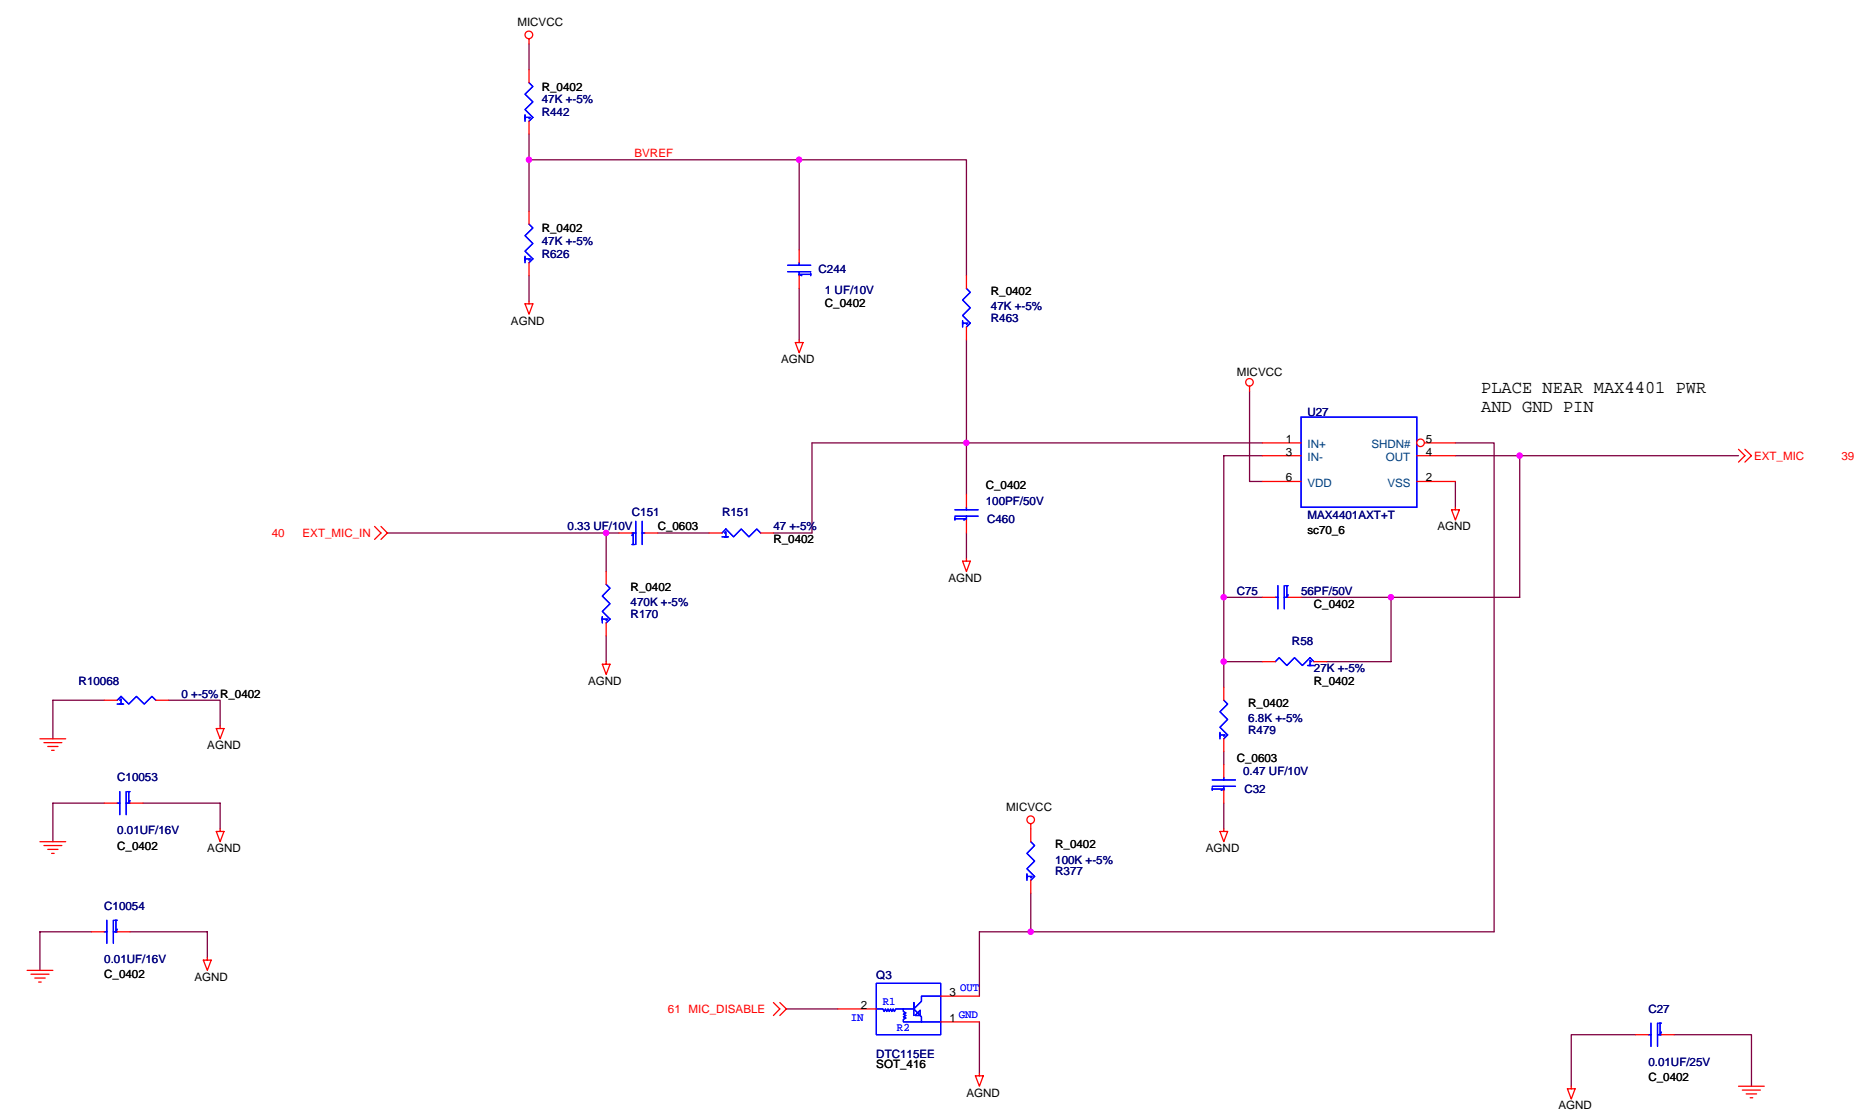 MICVCC
R_0402
47K +-5%
R442
BVREF
R_0402
47K +-5%
R626
AGND
C244
1 UF/10V
C_0402
AGND
R_0402
47K +-5%
R463
MICVCC
PLACE NEAR MAX4401 PWR
AND GND PIN
U27
1 IN+ SHDN# 5
3 IN- OUT 4
6 VDD VSS 2
MAX4401AXT+T
sc70_6
AGND
EXT_MIC 39
C_0402
100PF/50V
C460
AGND
40 EXT_MIC_IN
C151
0.33 UF/10V C_0603
R151
47 +-5%
R_0402
R_0402
470K +-5%
R170
AGND
C75 56PF/50V
C_0402
R58
27K +-5%
R_0402
R_0402
6.8K +-5%
R479
C_0603
0.47 UF/10V
C32
AGND
R10068
0 +-5% R_0402
AGND
C10053
0.01UF/16V
C_0402
AGND
C10054
0.01UF/16V
C_0402
AGND
MICVCC
R_0402
100K +-5%
R377
Q3
61 MIC_DISABLE
2 IN
R1
R2
3 OUT
1 GND
DTC115EE
SOT_416
AGND
C27
0.01UF/25V
C_0402
AGND